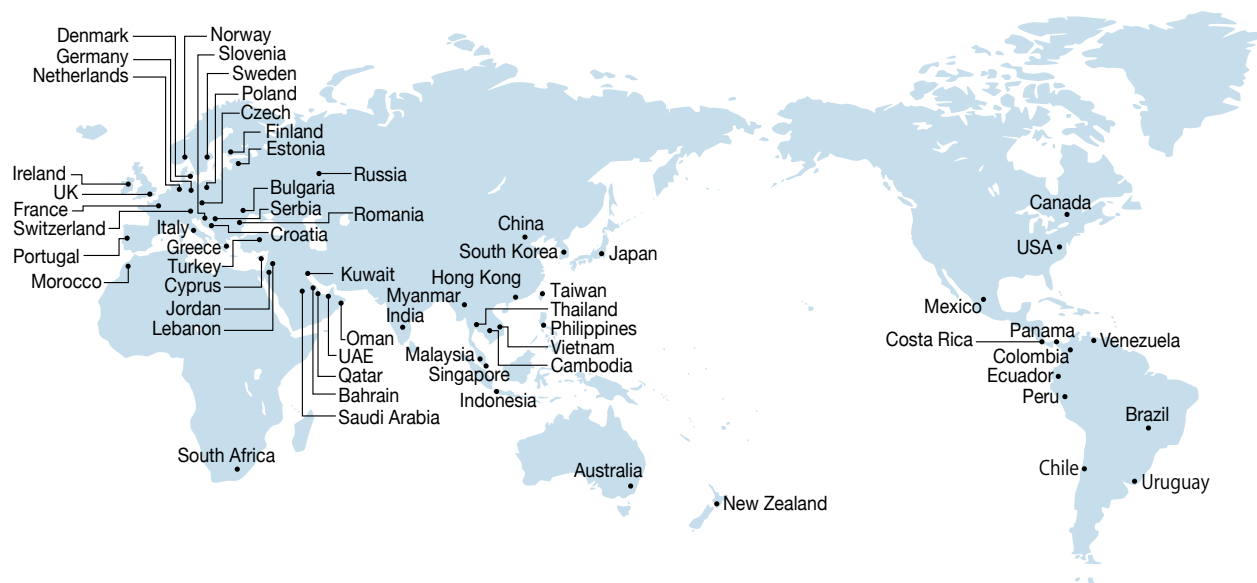 Denmark
Norway
Germany
Slovenia
Netherlands
Sweden
Poland
Czech
Finland
Estonia
Ireland
Russia
UK
Bulgaria
France
Serbia
Romania
Switzerland
Italy
Croatia
Portugal
Greece
Turkey
Morocco
Cyprus
Jordan
Lebanon
Kuwait
China
South Korea
Japan
Hong Kong
Myanmar
India
Taiwan
Thailand
Philippines
Vietnam
Cambodia
Oman
UAE
Qatar
Bahrain
Saudi Arabia
Malaysia
Singapore
Indonesia
South Africa
Australia
New Zealand
Canada
USA
Mexico
Costa Rica
Panama
Venezuela
Colombia
Ecuador
Peru
Brazil
Chile
Uruguay